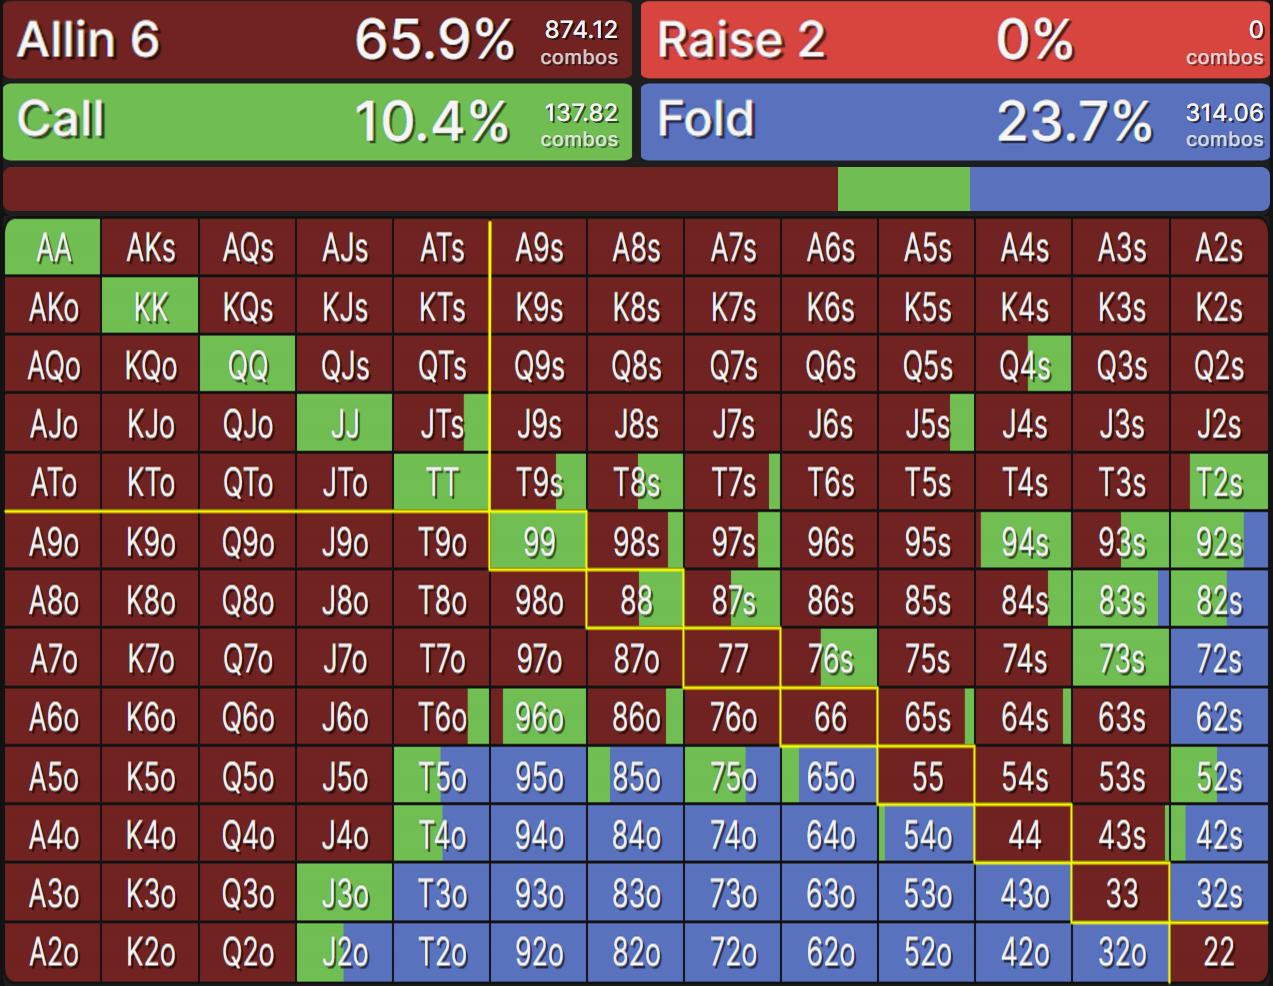 Allin 6 65.9% 874.12 combos
Raise 2 0% 0 combos
Call 10.4% 137.82 combos
Fold 23.7% 314.06 combos
AA AKs AQs AJs ATs A9s A8s A7s A6s A5s A4s A3s A2s
AKo KK KQs KJs KTs K9s K8s K7s K6s K5s K4s K3s K2s
AQo KQo QQ QJs QTs Q9s Q8s Q7s Q6s Q5s Q4s Q3s Q2s
AJo KJo QJo JJ JTs J9s J8s J7s J6s J5s J4s J3s J2s
ATo KTo QTo JTo TT T9s T8s T7s T6s T5s T4s T3s T2s
A9o K9o Q9o J9o T9o 99 98s 97s 96s 95s 94s 93s 92s
A8o K8o Q8o J8o T8o 98o 88 87s 86s 85s 84s 83s 82s
A7o K7o Q7o J7o T7o 97o 87o 77 76s 75s 74s 73s 72s
A6o K6o Q6o J6o T6o 96o 86o 76o 66 65s 64s 63s 62s
A5o K5o Q5o J5o T5o 95o 85o 75o 65o 55 54s 53s 52s
A4o K4o Q4o J4o T4o 94o 84o 74o 64o 54o 44 43s 42s
A3o K3o Q3o J3o T3o 93o 83o 73o 63o 53o 43o 33 32s
A2o K2o Q2o J2o T2o 92o 82o 72o 62o 52o 42o 32o 22